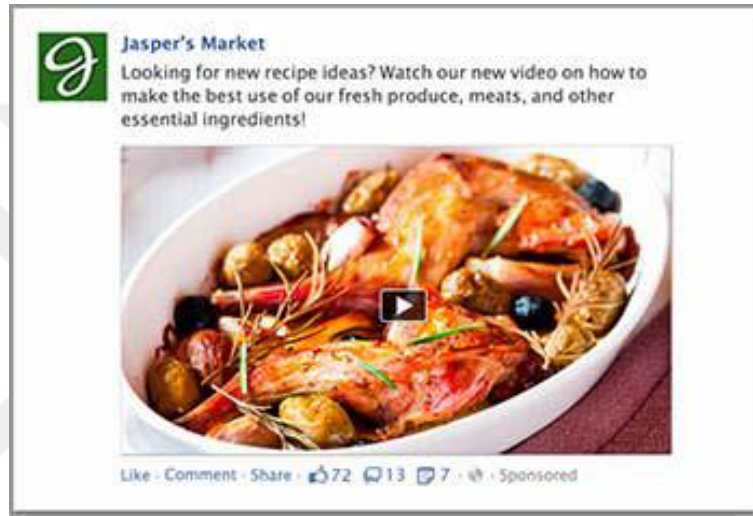 Jasper's Market
Looking for new recipe ideas? Watch our new video on how to
make the best use of our fresh produce, meats, and other
essential ingredients!
Like · Comment · Share · 72 13 7 · Sponsored